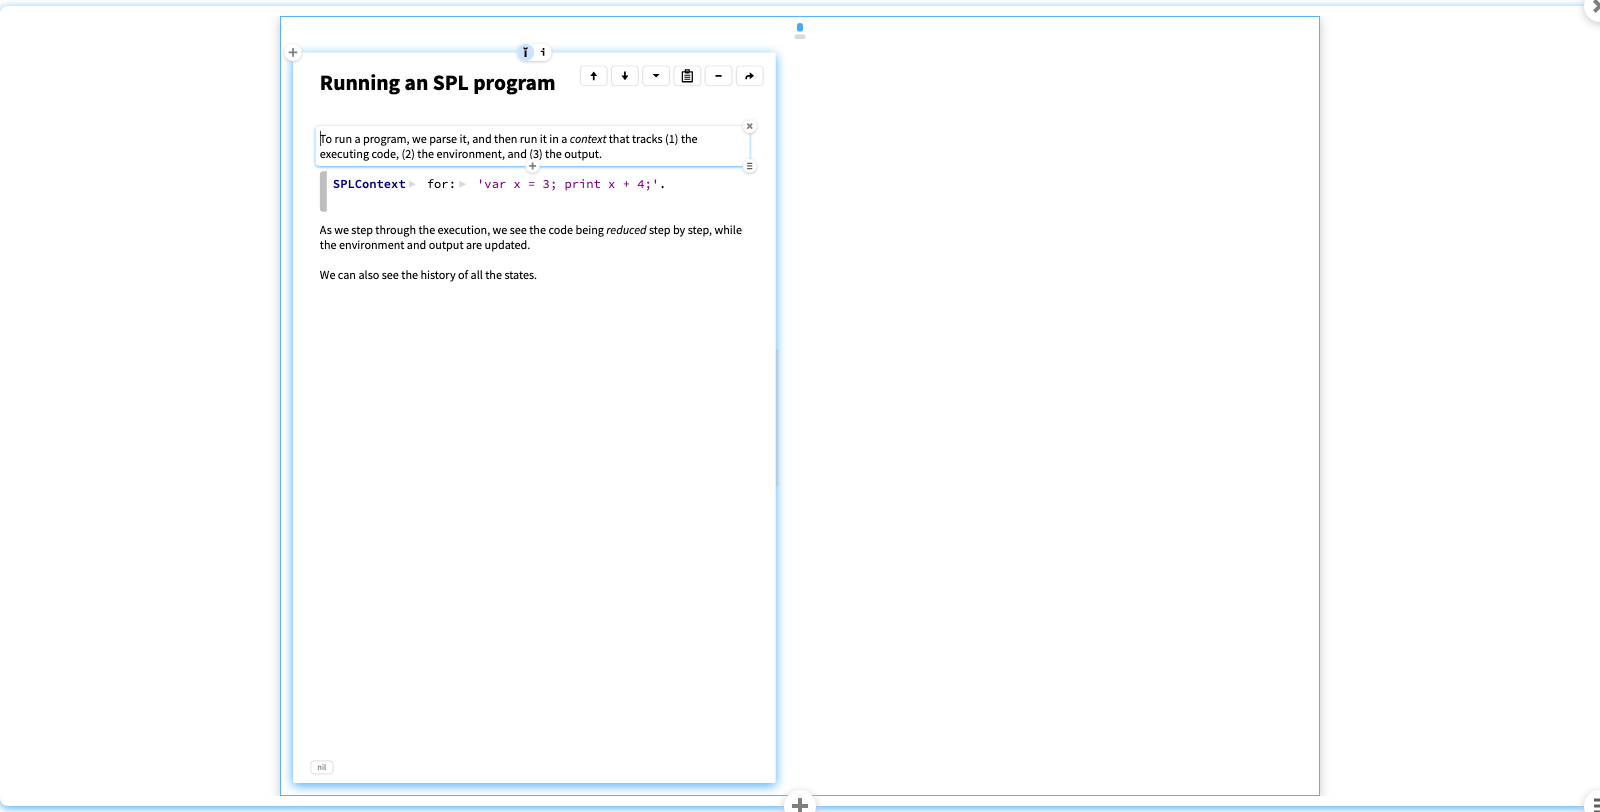 Running an SPL program
To run a program, we parse it, and then run it in a context that tracks (1) the
executing code, (2) the environment, and (3) the output.
SPLContext for: 'var x = 3; print x + 4;'.
As we step through the execution, we see the code being reduced step by step, while
the environment and output are updated.
We can also see the history of all the states.
nil